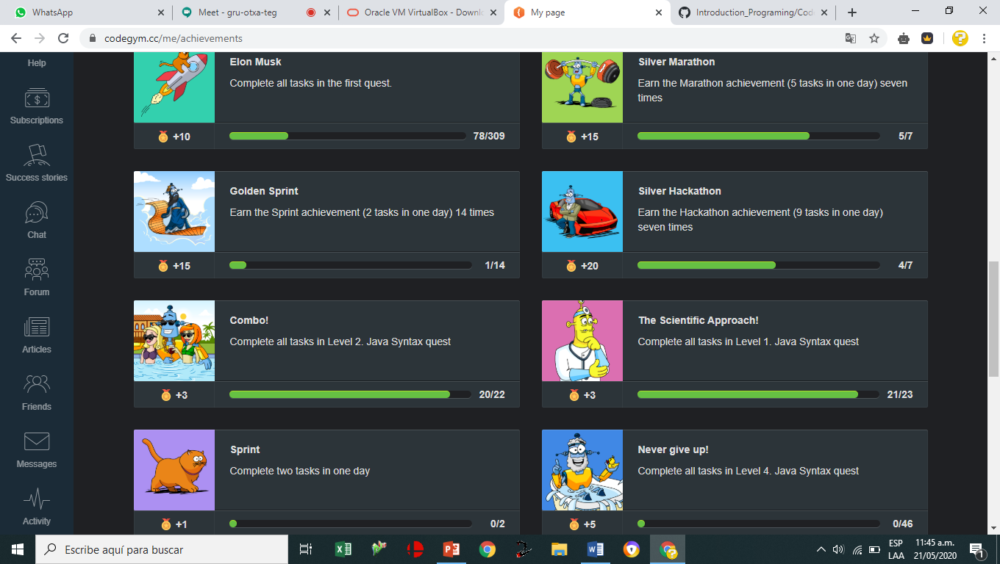 WhatsApp
Meet - gru-otxa-teg
Oracle VM VirtualBox - Downlo
My page
Introduction_Programing/Codi
codegym.cc/me/achievements
Help
Subscriptions
Success stories
Chat
Forum
Articles
Friends
Messages
Activity
Elon Musk
Complete all tasks in the first quest.
+10
78/309
Silver Marathon
Earn the Marathon achievement (5 tasks in one day) seven
times
+15
5/7
Golden Sprint
Earn the Sprint achievement (2 tasks in one day) 14 times
+15
1/14
Silver Hackathon
Earn the Hackathon achievement (9 tasks in one day)
seven times
+20
4/7
Combo!
Complete all tasks in Level 2. Java Syntax quest
+3
20/22
The Scientific Approach!
Complete all tasks in Level 1. Java Syntax quest
+3
21/23
Sprint
Complete two tasks in one day
+1
0/2
Never give up!
Complete all tasks in Level 4. Java Syntax quest
+5
0/46
Escribe aquí para buscar
ESP
LAA
11:45 a.m.
21/05/2020
1